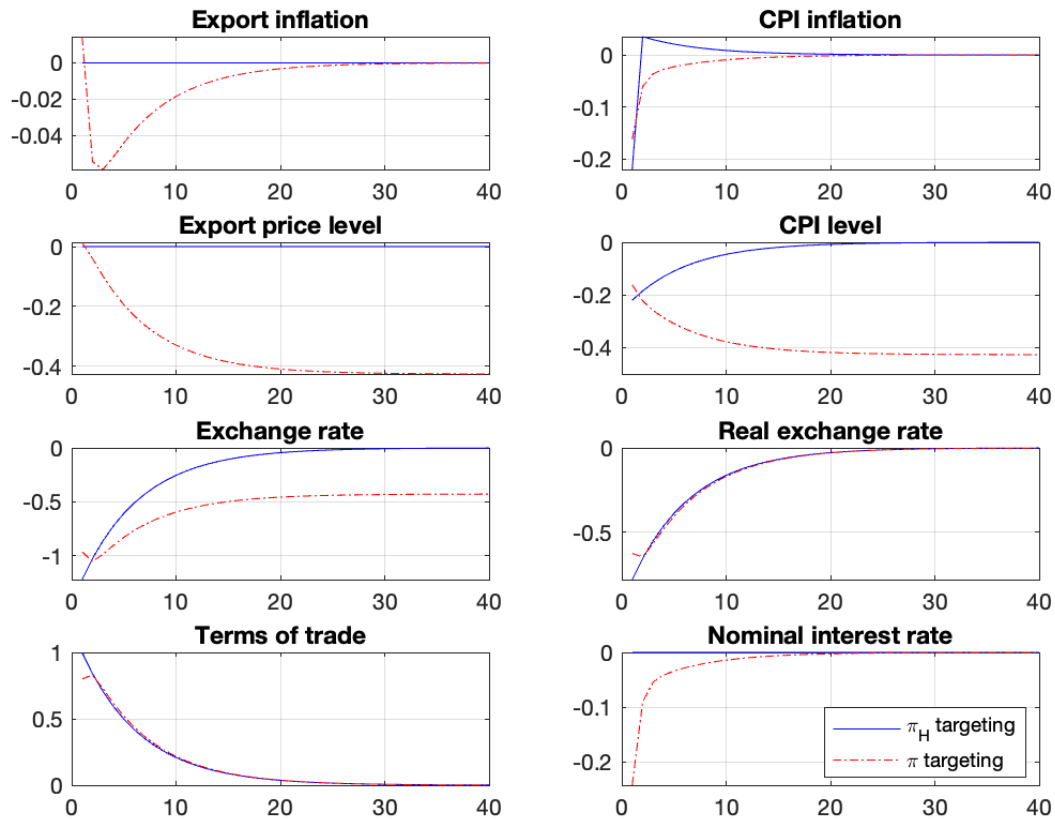 Export inflation
0
-0.02
-0.04
0 10 20 30 40
CPI inflation
0
-0.1
-0.2
0 10 20 30 40
Export price level
0
-0.2
-0.4
0 10 20 30 40
CPI level
0
-0.2
-0.4
0 10 20 30 40
Exchange rate
0
-0.5
-1
0 10 20 30 40
Real exchange rate
0
-0.5
0 10 20 30 40
Terms of trade
1
0.5
0
0 10 20 30 40
Nominal interest rate
0
-0.1
-0.2
0 10 20 30 40
π_H targeting
π targeting